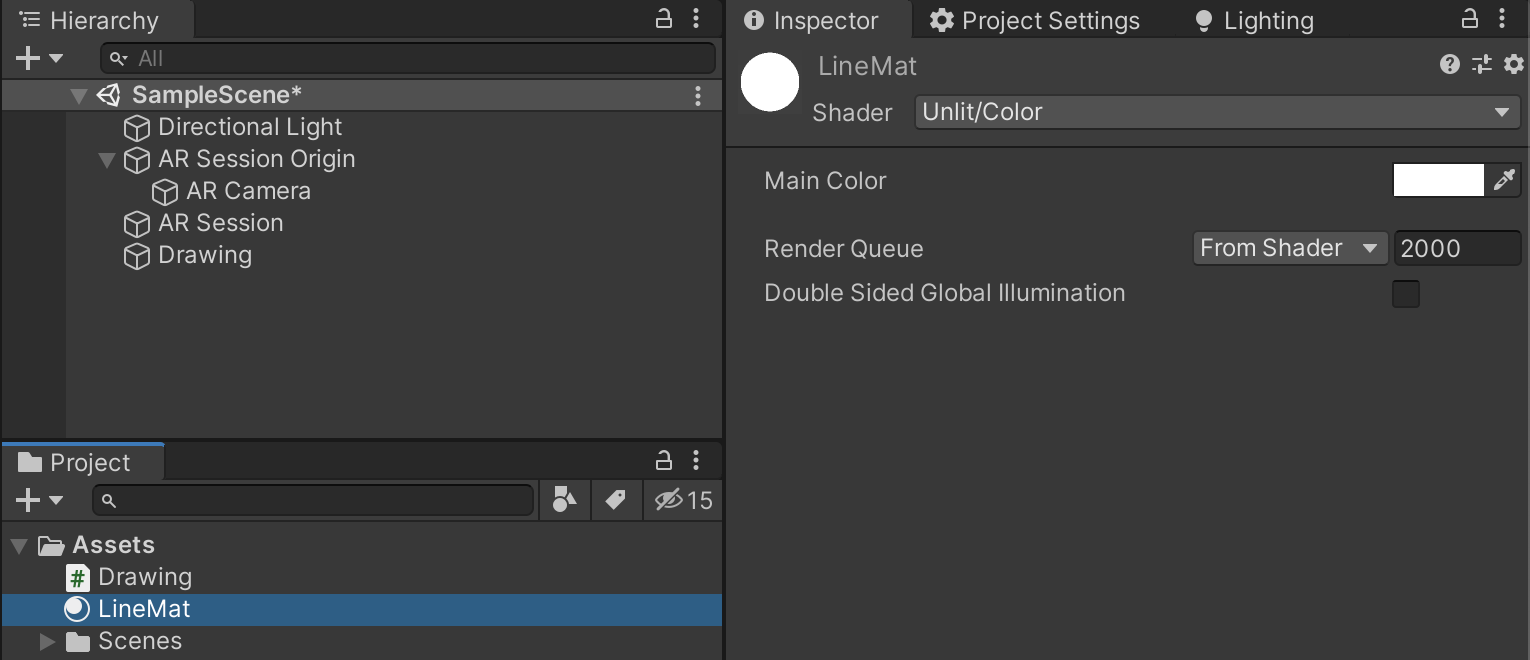 Hierarchy
All
SampleScene*
Directional Light
AR Session Origin
AR Camera
AR Session
Drawing
Project
15
Assets
#
Drawing
LineMat
Scenes
Inspector
Project Settings
Lighting
LineMat
Shader
Unlit/Color
Main Color
Render Queue
From Shader
2000
Double Sided Global Illumination